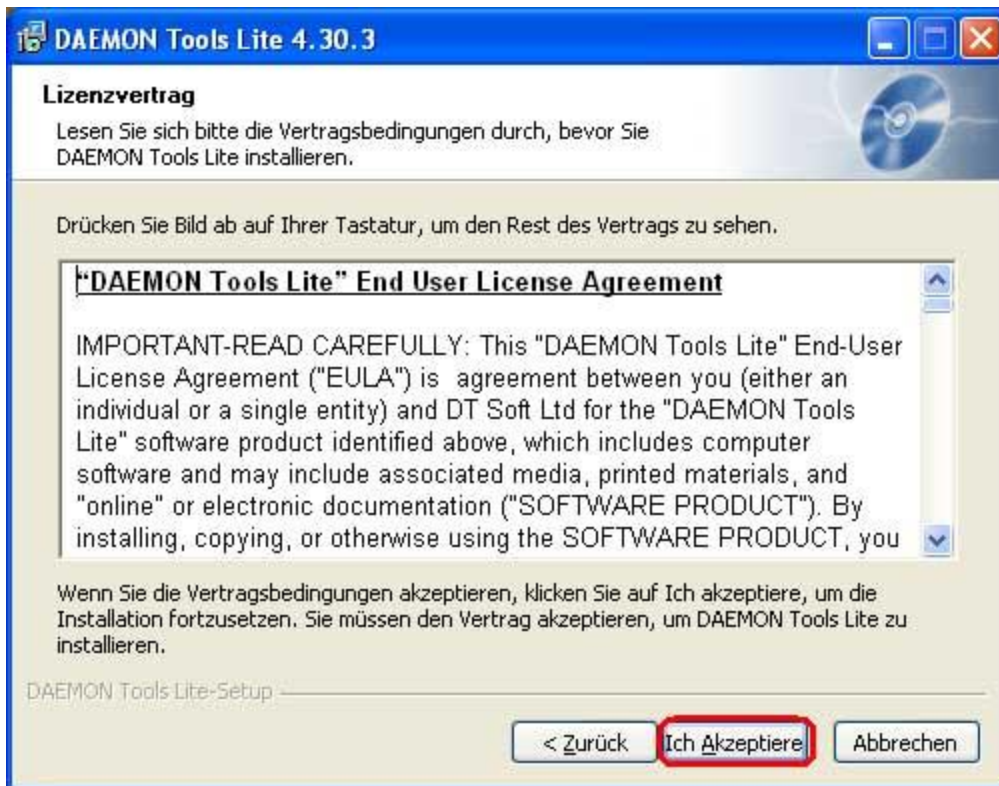 DAEMON Tools Lite 4.30.3
Lizenzvertrag
Lesen Sie sich bitte die Vertragsbedingungen durch, bevor Sie
DAEMON Tools Lite installieren.
Drücken Sie Bild ab auf Ihrer Tastatur, um den Rest des Vertrags zu sehen.
“DAEMON Tools Lite” End User License Agreement
IMPORTANT-READ CAREFULLY: This "DAEMON Tools Lite" End-User
License Agreement ("EULA") is  agreement between you (either an
individual or a single entity) and DT Soft Ltd for the "DAEMON Tools
Lite" software product identified above, which includes computer
software and may include associated media, printed materials, and
"online" or electronic documentation ("SOFTWARE PRODUCT"). By
installing, copying, or otherwise using the SOFTWARE PRODUCT, you
Wenn Sie die Vertragsbedingungen akzeptieren, klicken Sie auf Ich akzeptiere, um die
Installation fortzusetzen. Sie müssen den Vertrag akzeptieren, um DAEMON Tools Lite zu
installieren.
DAEMON Tools Lite-Setup
< Zurück
Ich Akzeptiere
Abbrechen